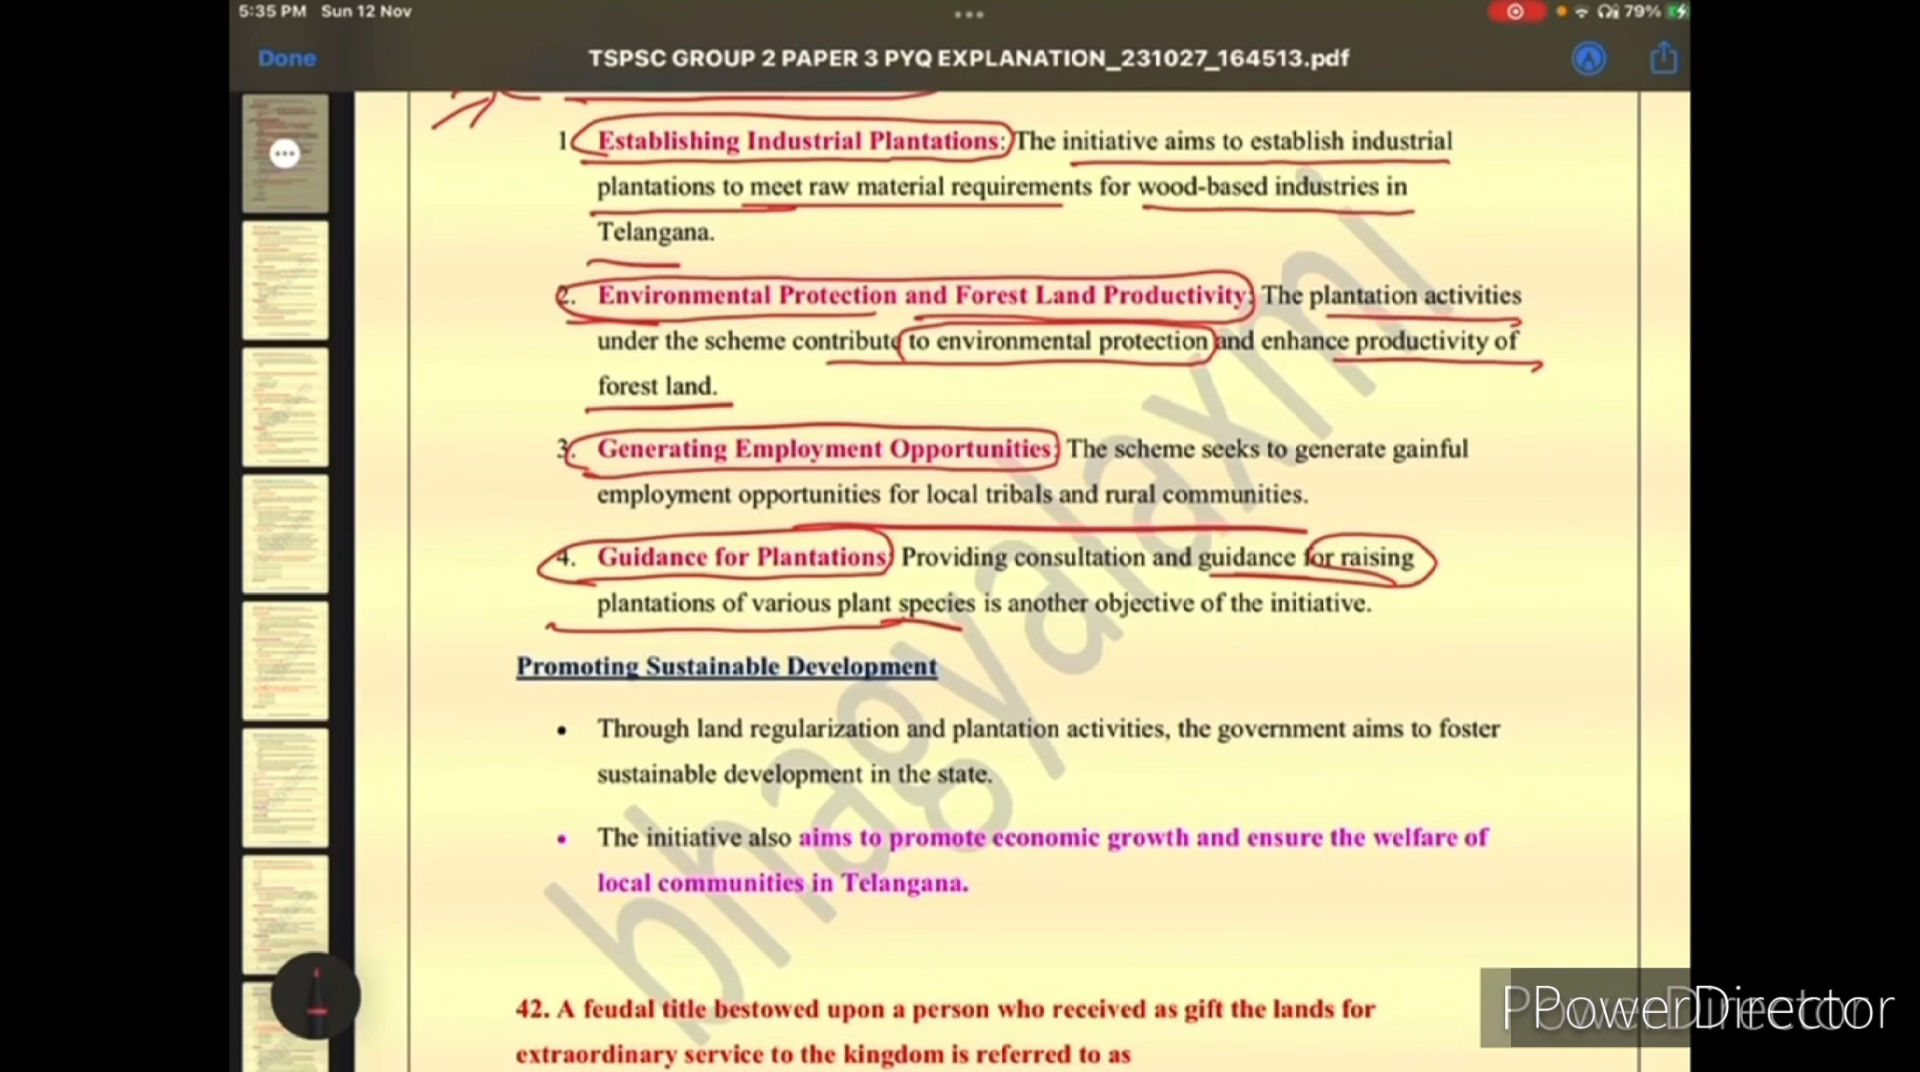 5:35 PM Sun 12 Nov
79%
Done
TSPSC GROUP 2 PAPER 3 PYQ EXPLANATION_231027_164513.pdf
1. Establishing Industrial Plantations: The initiative aims to establish industrial
plantations to meet raw material requirements for wood-based industries in
Telangana.
2. Environmental Protection and Forest Land Productivity: The plantation activities
under the scheme contribute to environmental protection and enhance productivity of
forest land.
3. Generating Employment Opportunities: The scheme seeks to generate gainful
employment opportunities for local tribals and rural communities.
4. Guidance for Plantations: Providing consultation and guidance for raising
plantations of various plant species is another objective of the initiative.
Promoting Sustainable Development
• Through land regularization and plantation activities, the government aims to foster
sustainable development in the state.
• The initiative also aims to promote economic growth and ensure the welfare of
local communities in Telangana.
bhagyalaxmi
42. A feudal title bestowed upon a person who received as gift the lands for
extraordinary service to the kingdom is referred to as
PowerDirector